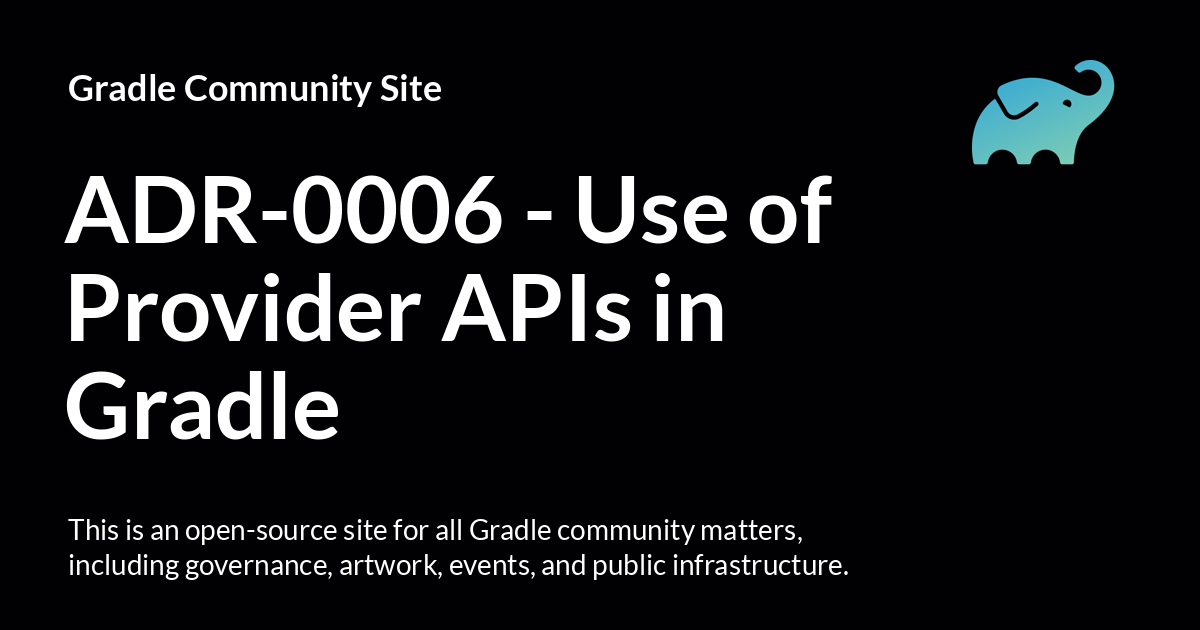 Gradle Community Site
ADR-0006 - Use of
Provider APIs in
Gradle
This is an open-source site for all Gradle community matters,
including governance, artwork, events, and public infrastructure.